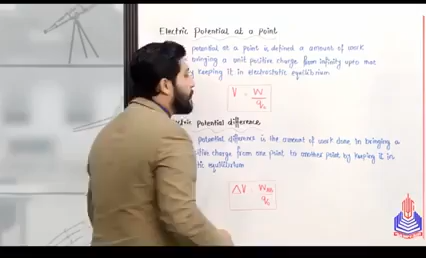 Electric Potential at a Point
potential at a point is defined a amount of work
bringing a unit positive charge from infinity upto that
keeping it in electrostatic equilibrium
V = W
q₀
Electric potential difference
potential difference is the amount of work done in bringing a
charge from one point to another point by keeping it in
equilibrium
ΔV =
q₀